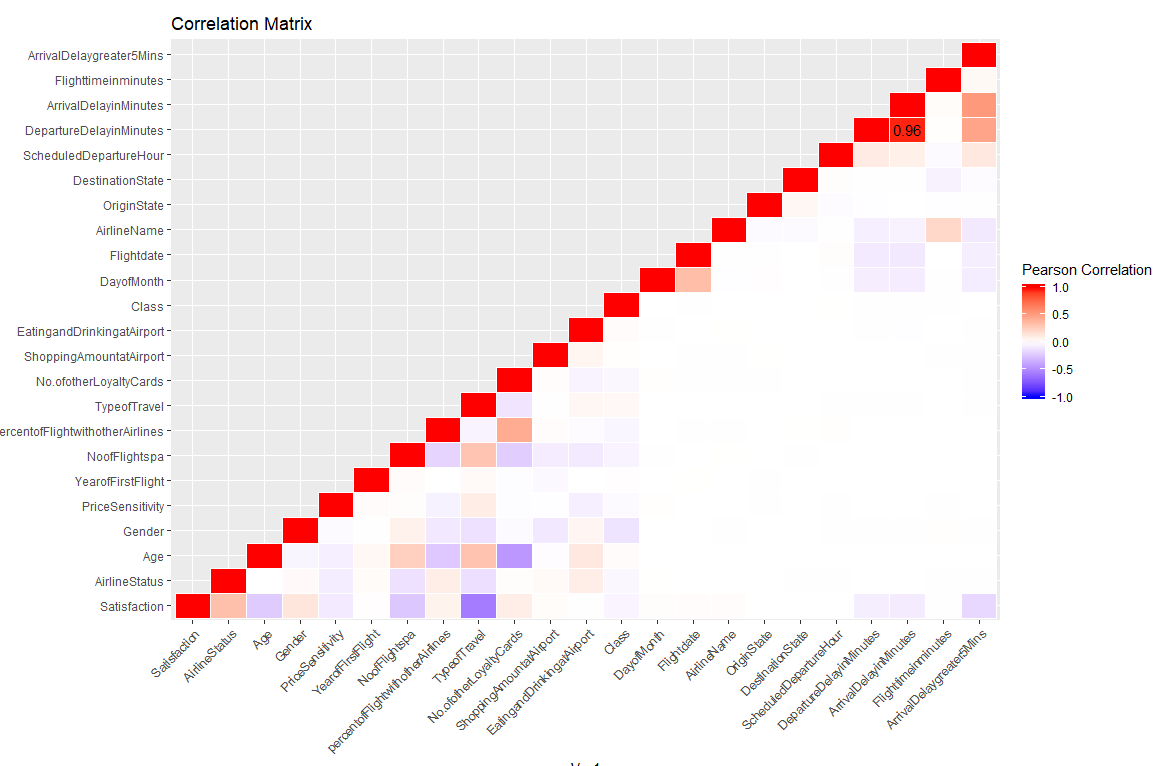 Correlation Matrix
ArrivalDelaygreater5Mins
Flighttimeinminutes
ArrivalDelayinMinutes
DepartureDelayinMinutes
0.96
ScheduledDepartureHour
DestinationState
OriginState
AirlineName
Flightdate
DayofMonth
Class
EatingandDrinkingatAirport
ShoppingAmountatAirport
No.ofotherLoyaltyCards
TypeofTravel
ercentofFlightwithotherAirlines
NoofFlightspa
YearofFirstFlight
PriceSensitivity
Gender
Age
AirlineStatus
Satisfaction
Pearson Correlation
1.0
0.5
0.0
-0.5
-1.0
Satisfaction
AirlineStatus
Age
Gender
PriceSensitivity
YearofFirstFlight
NoofFlightspa
percentofFlightwithotherAirlines
TypeofTravel
No.ofotherLoyaltyCards
ShoppingAmountatAirport
EatingandDrinkingatAirport
Class
DayofMonth
Flightdate
AirlineName
OriginState
DestinationState
ScheduledDepartureHour
DepartureDelayinMinutes
ArrivalDelayinMinutes
Flighttimeinminutes
ArrivalDelaygreater5Mins